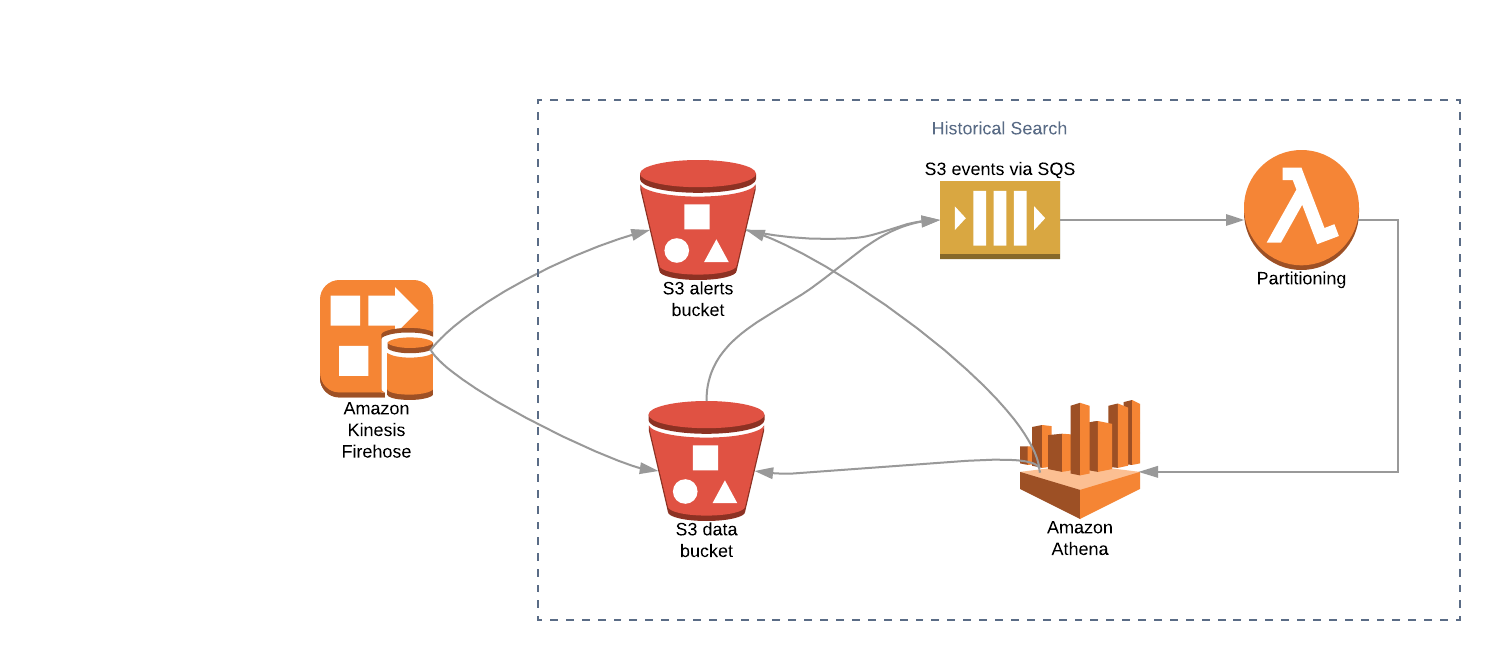 Historical Search
S3 events via SQS
Partitioning
S3 alerts
bucket
Amazon
Kinesis
Firehose
S3 data
bucket
Amazon
Athena